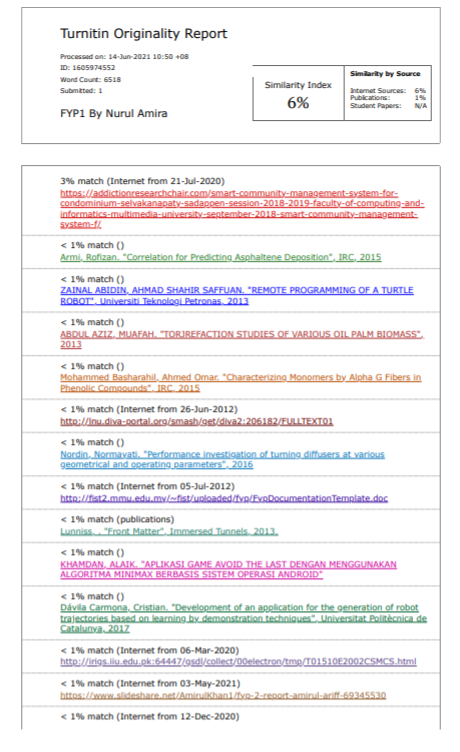 Turnitin Originality Report
Processed on: 14-Jun-2021 10:50 +08
ID: 1605974552
Word Count: 6518
Submitted: 1
FYP1 By Nurul Amira
Similarity Index
6%
Similarity by Source
Internet Sources: 6%
Publications: 1%
Student Papers: N/A
3% match (Internet from 21-Jul-2020)
https://addictionresearchchair.com/smart-community-management-system-for-
condominium-selvakanapaty-sadappen-session-2018-2019-faculty-of-computing-and-
informatics-multimedia-university-september-2018-smart-community-management-
system-f/
< 1% match ()
Armi, Rofizan. "Correlation for Predicting Asphaltene Deposition", IRC, 2015
< 1% match ()
ZAINAL ABIDIN, AHMAD SHAHIR SAFFUAN. "REMOTE PROGRAMMING OF A TURTLE
ROBOT", Universiti Teknologi Petronas, 2013
< 1% match ()
ABDUL AZIZ, MUAFAH. "TORJREFACTION STUDIES OF VARIOUS OIL PALM BIOMASS",
2013
< 1% match ()
Mohammed Basharahil, Ahmed Omar. "Characterizing Monomers by Alpha G Fibers in
Phenolic Compounds", IRC, 2015
< 1% match (Internet from 26-Jun-2012)
http://lnu.diva-portal.org/smash/get/diva2:206182/FULLTEXT01
< 1% match ()
Nordin, Normayati. "Performance investigation of turning diffusers at various
geometrical and operating parameters", 2016
< 1% match (Internet from 05-Jul-2012)
http://fist2.mmu.edu.my/~fist/uploaded/fyp/FypDocumentationTemplate.doc
< 1% match (publications)
Lunniss, . "Front Matter", Immersed Tunnels, 2013.
< 1% match ()
KHAMDAN, ALAIK. "APLIKASI GAME AVOID THE LAST DENGAN MENGGUNAKAN
ALGORITMA MINIMAX BERBASIS SISTEM OPERASI ANDROID"
< 1% match ()
Dávila Carmona, Cristian. "Development of an application for the generation of robot
trajectories based on learning by demonstration techniques", Universitat Politècnica de
Catalunya, 2017
< 1% match (Internet from 06-Mar-2020)
http://irigs.iiu.edu.pk:64447/gsdl/collect/00electron/tmp/T01510E2002CSMCS.html
< 1% match (Internet from 03-May-2021)
https://www.slideshare.net/AmirulKhan1/fyp-2-report-amirul-ariff-69345530
< 1% match (Internet from 12-Dec-2020)